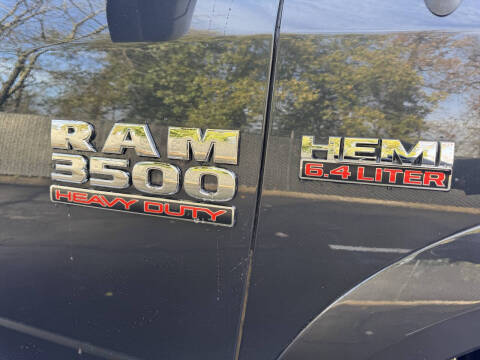 RAM
3500
HEAVY DUTY
HEMI
6.4 LITER